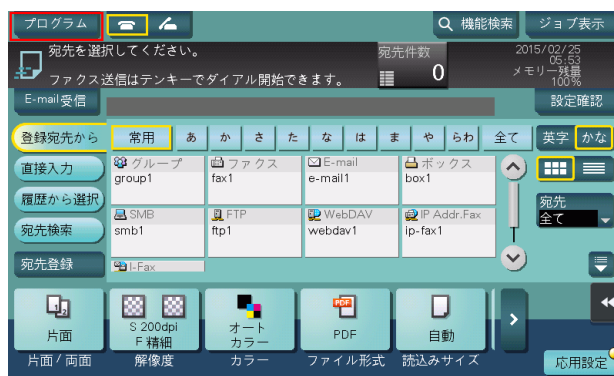 プログラム
機能検索
ジョブ表示
宛先を選択してください。
ファクス送信はテンキーでダイアル開始できます。
宛先件数
0
2015/02/25
05:53
メモリー残量
100%
E-mail受信
設定確認
登録宛先から
常用
あ
か
さ
た
な
は
ま
や
らわ
全て
英字
かな
直接入力
グループ
group1
ファクス
fax1
E-mail
e-mail1
ボックス
box1
履歴から選択
宛先
全て
宛先検索
SMB
smb1
FTP
ftp1
WebDAV
webdav1
IP Addr.Fax
ip-fax1
宛先登録
I-Fax
片面
S 200dpi
F 精細
オート
カラー
PDF
PDF
自動
片面 / 両面
解像度
カラー
ファイル形式
読込みサイズ
応用設定